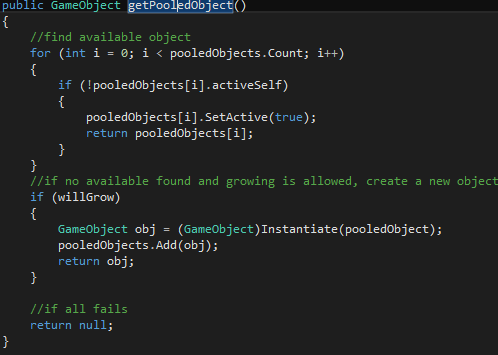 public GameObject getPooledObject()
{
    //find available object
    for (int i = 0; i < pooledObjects.Count; i++)
    {
        if (!pooledObjects[i].activeSelf)
        {
            pooledObjects[i].SetActive(true);
            return pooledObjects[i];
        }
    }
    //if no available found and growing is allowed, create a new object
    if (willGrow)
    {
        GameObject obj = (GameObject)Instantiate(pooledObject);
        pooledObjects.Add(obj);
        return obj;
    }

    //if all fails
    return null;
}